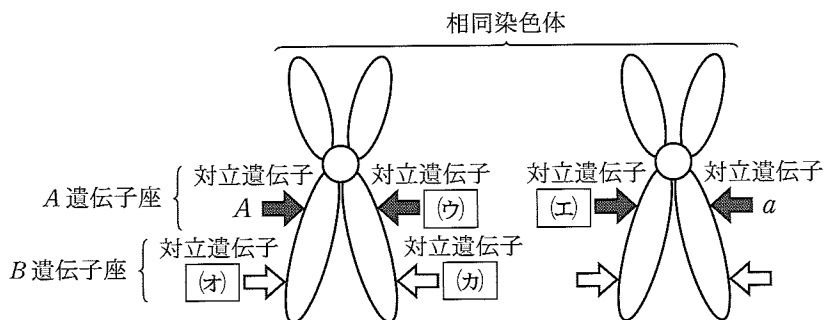 相同染色体
対立遺伝子 対立遺伝子 対立遺伝子 対立遺伝子
A遺伝子座 A (ウ) (エ) a
対立遺伝子 対立遺伝子
B遺伝子座 (オ) (カ)